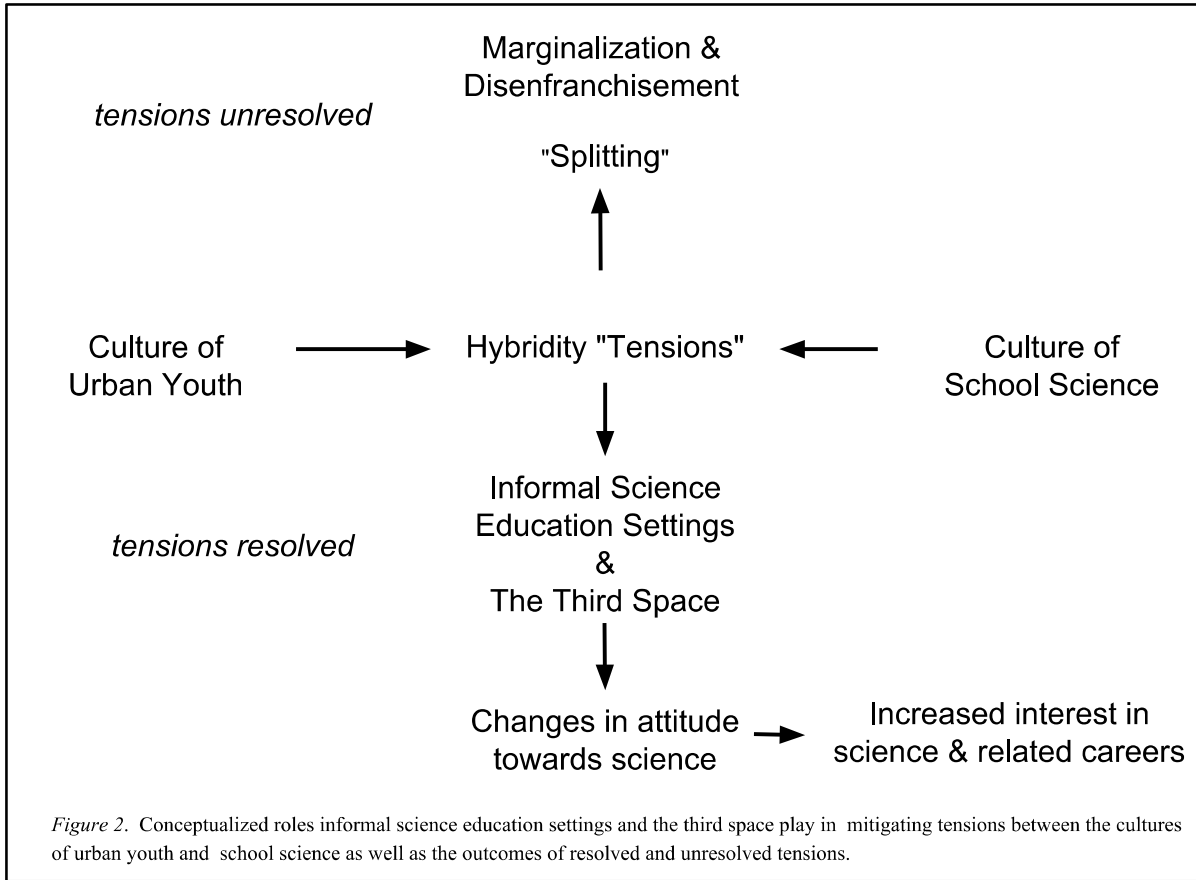 Marginalization &
Disenfranchisement
tensions unresolved
"Splitting"
Culture of
Urban Youth
Hybridity "Tensions"
Culture of
School Science
Informal Science
Education Settings
&
The Third Space
tensions resolved
Changes in attitude
towards science
Increased interest in
science & related careers
Figure 2. Conceptualized roles informal science education settings and the third space play in mitigating tensions between the cultures
of urban youth and school science as well as the outcomes of resolved and unresolved tensions.